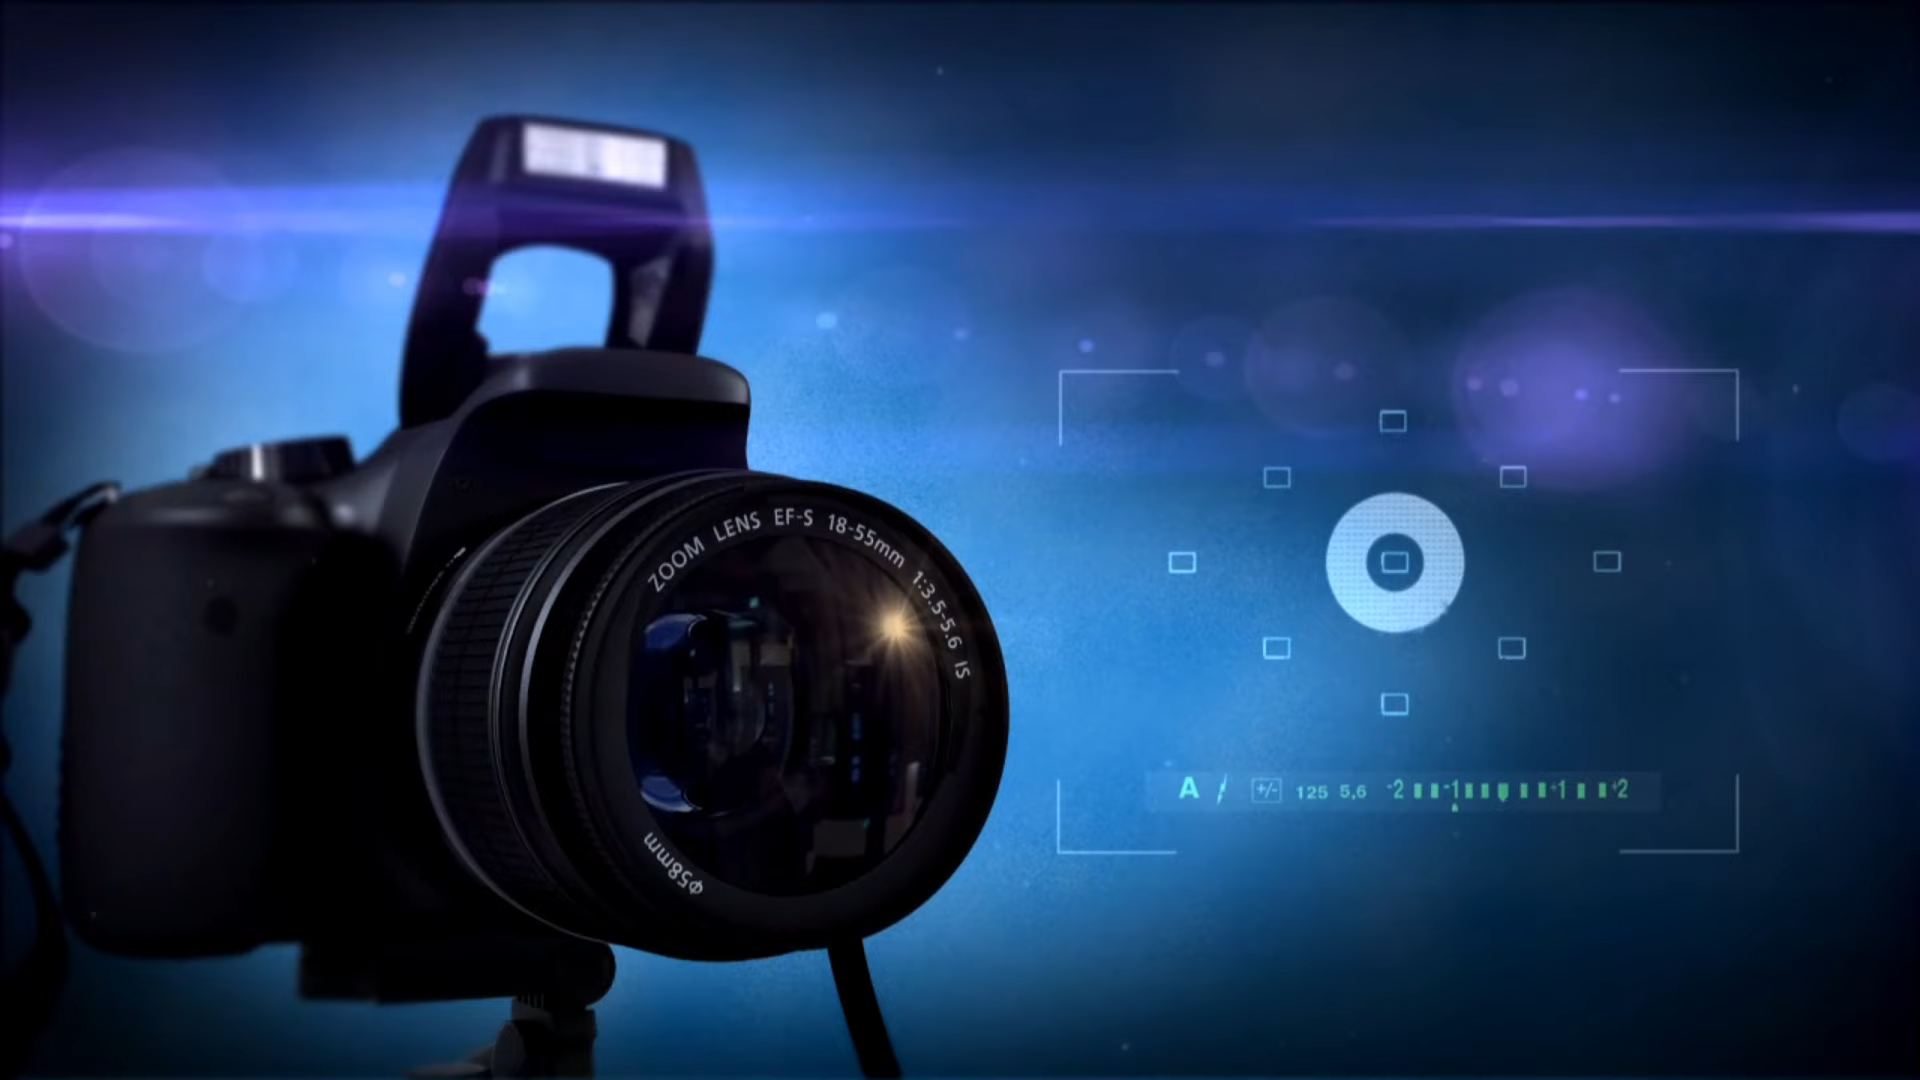 ZOOM LENS EF-S 18-55mm 1:3.5-5.6 IS
φ58mm
A +/- 125 5,6 -2 -1 +1 +2